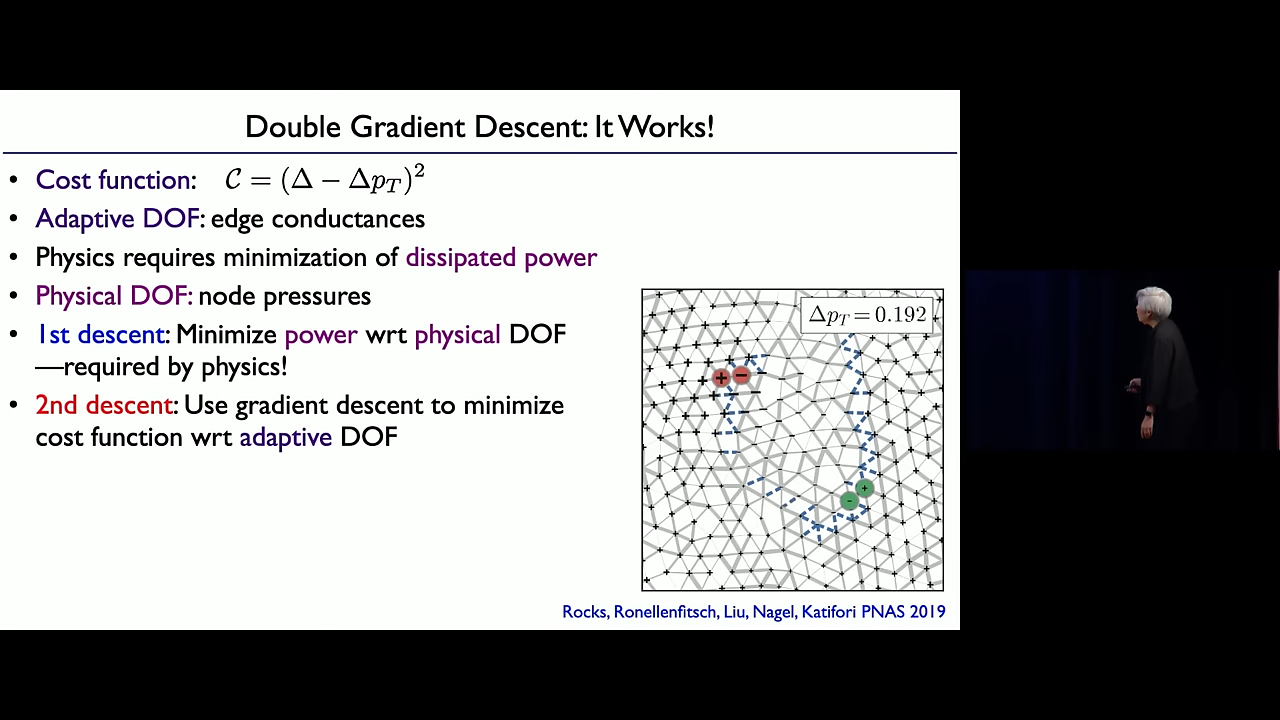 Double Gradient Descent: It Works!
• Cost function: 𝒞 = (Δ − Δp_T)²
• Adaptive DOF: edge conductances
• Physics requires minimization of dissipated power
• Physical DOF: node pressures
• 1st descent: Minimize power wrt physical DOF
—required by physics!
• 2nd descent: Use gradient descent to minimize
cost function wrt adaptive DOF
Δp_T = 0.192
Rocks, Ronellenfitsch, Liu, Nagel, Katifori PNAS 2019